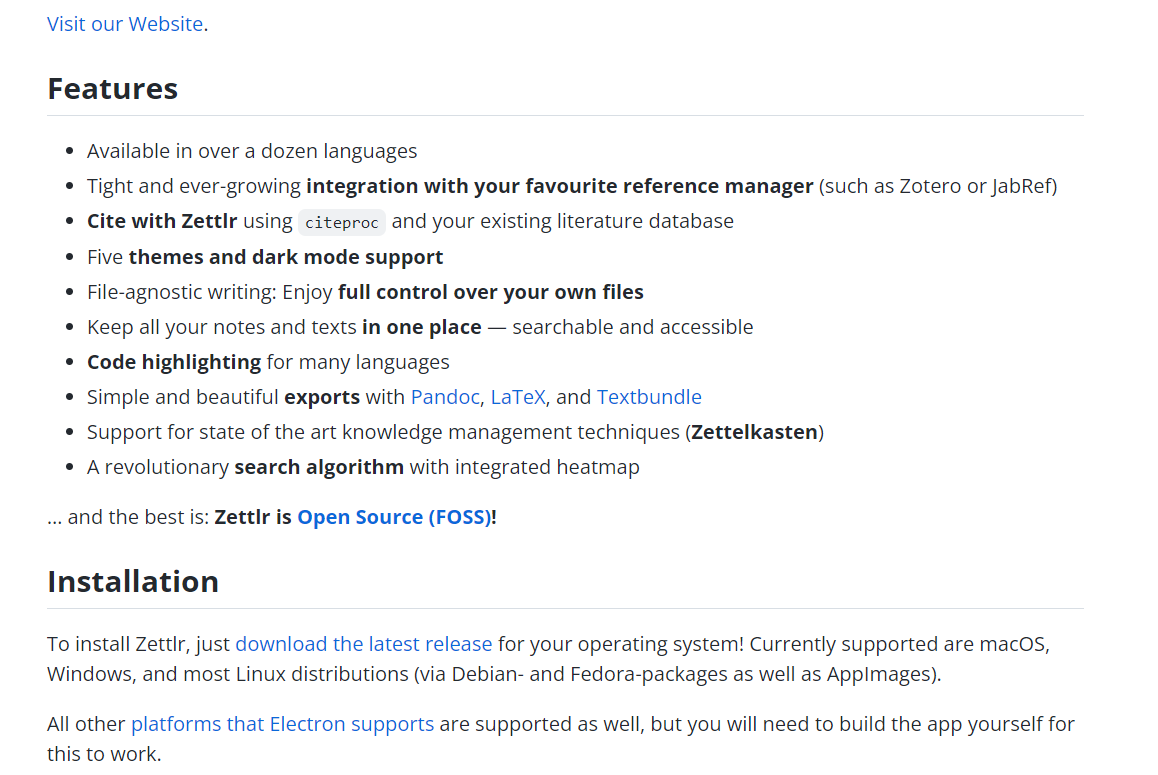 Visit our Website.
Features
Available in over a dozen languages
Tight and ever-growing integration with your favourite reference manager (such as Zotero or JabRef)
Cite with Zettlr using citeproc and your existing literature database
Five themes and dark mode support
File-agnostic writing: Enjoy full control over your own files
Keep all your notes and texts in one place — searchable and accessible
Code highlighting for many languages
Simple and beautiful exports with Pandoc, LaTeX, and Textbundle
Support for state of the art knowledge management techniques (Zettelkasten)
A revolutionary search algorithm with integrated heatmap
... and the best is: Zettlr is Open Source (FOSS)!
Installation
To install Zettlr, just download the latest release for your operating system! Currently supported are macOS,
Windows, and most Linux distributions (via Debian- and Fedora-packages as well as AppImages).
All other platforms that Electron supports are supported as well, but you will need to build the app yourself for
this to work.